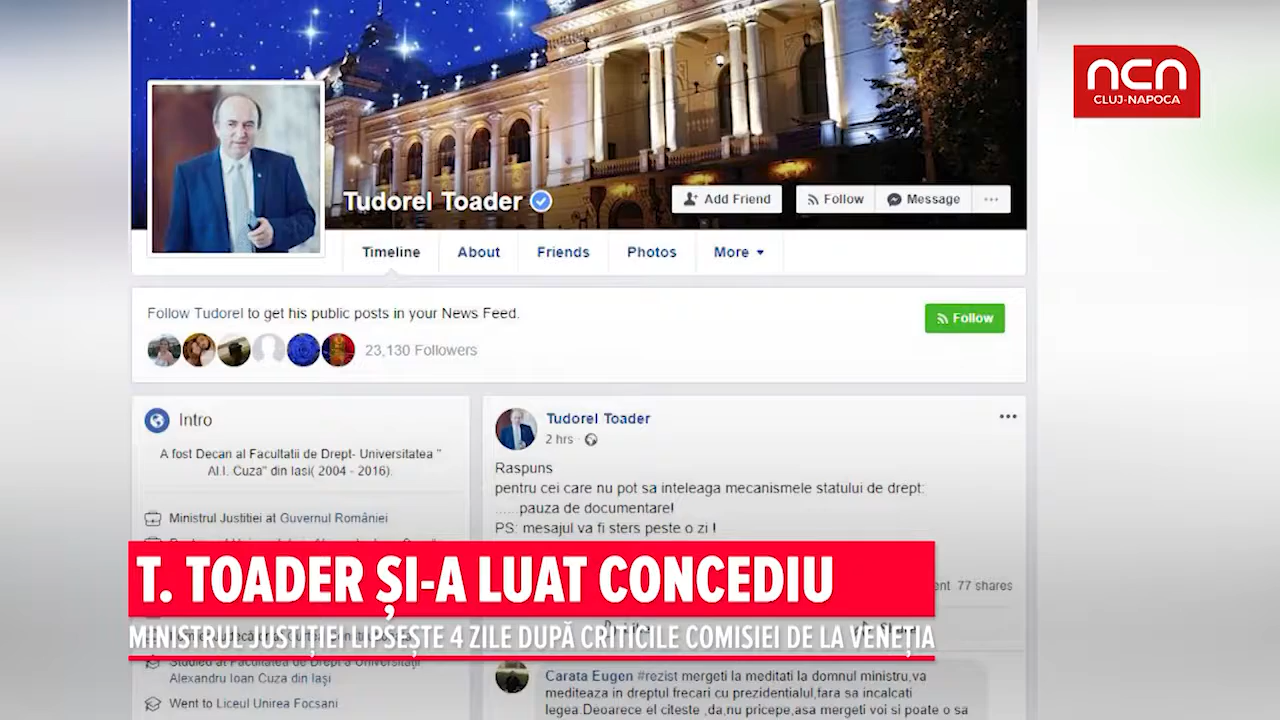 ncn
CLUJ-NAPOCA
Tudorel Toader
Add Friend
Follow
Message
Timeline
About
Friends
Photos
More
Follow Tudorel to get his public posts in your News Feed.
Follow
23,130 Followers
Intro
A fost Decan al Facultatii de Drept- Universitatea "
Al.I. Cuza" din Iasi( 2004 - 2016).
Ministrul Justitiei at Guvernul României
Tudorel Toader
2 hrs
Raspuns
pentru cei care nu pot sa inteleaga mecanismele statului de drept:
......pauza de documentare!
PS: mesajul va fi sters peste o zi !
77 shares
T. TOADER ȘI-A LUAT CONCEDIU
MINISTRUL JUSTIȚIEI LIPSEȘTE 4 ZILE DUPĂ CRITICILE COMISIEI DE LA VENEȚIA
Studied at Facultatea de Drept
Alexandru Ioan Cuza din Iași
Went to Liceul Unirea Focsani
Carata Eugen #rezist mergeti la meditati la domnul ministru,va
meditieaza in dreptul frecari cu prezidentialul,fara sa incalcati
legea.Deoarece el citeste ,da,nu pricepe,asa mergeti voi si poate o sa